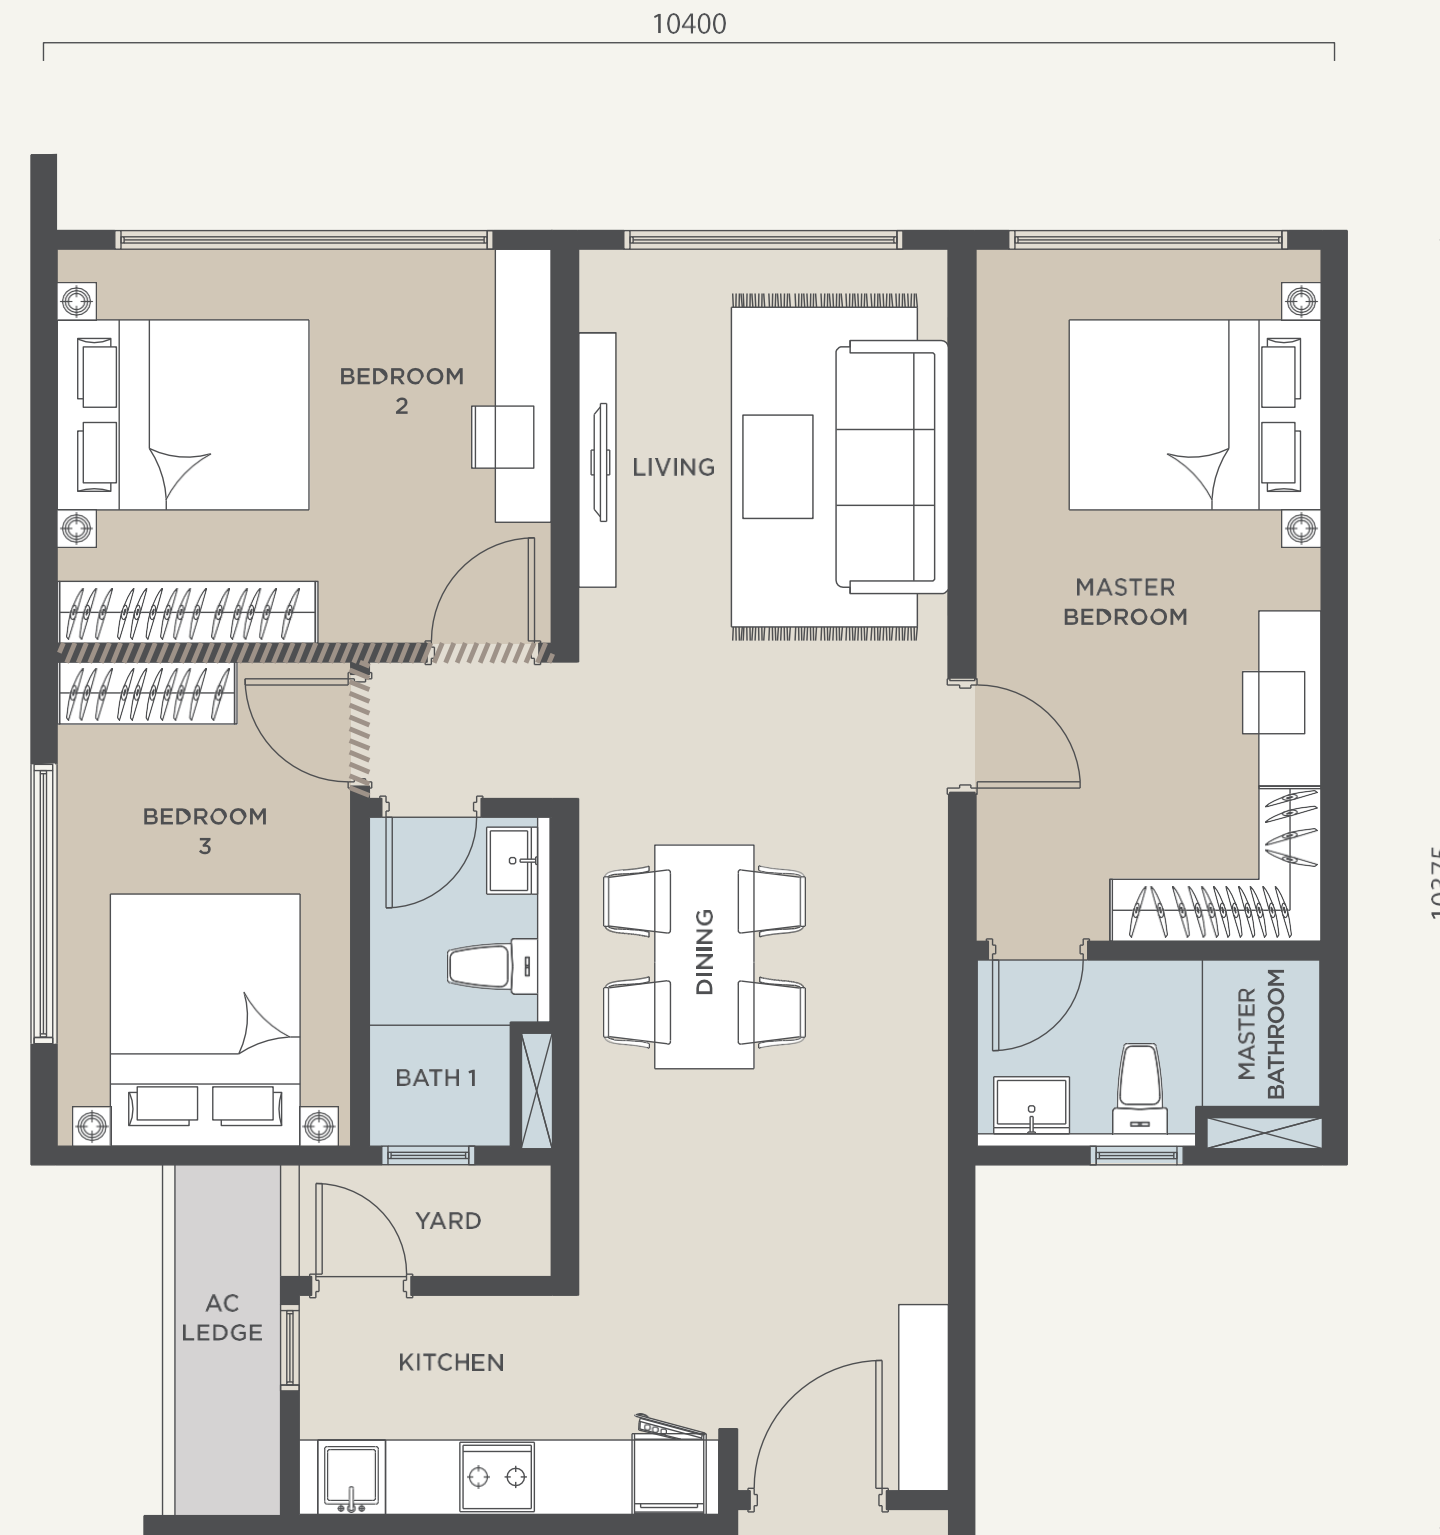 10400
BEDROOM
2
LIVING
MASTER
BEDROOM
BEDROOM
3
DINING
MASTER
BATHROOM
BATH 1
YARD
AC
LEDGE
KITCHEN